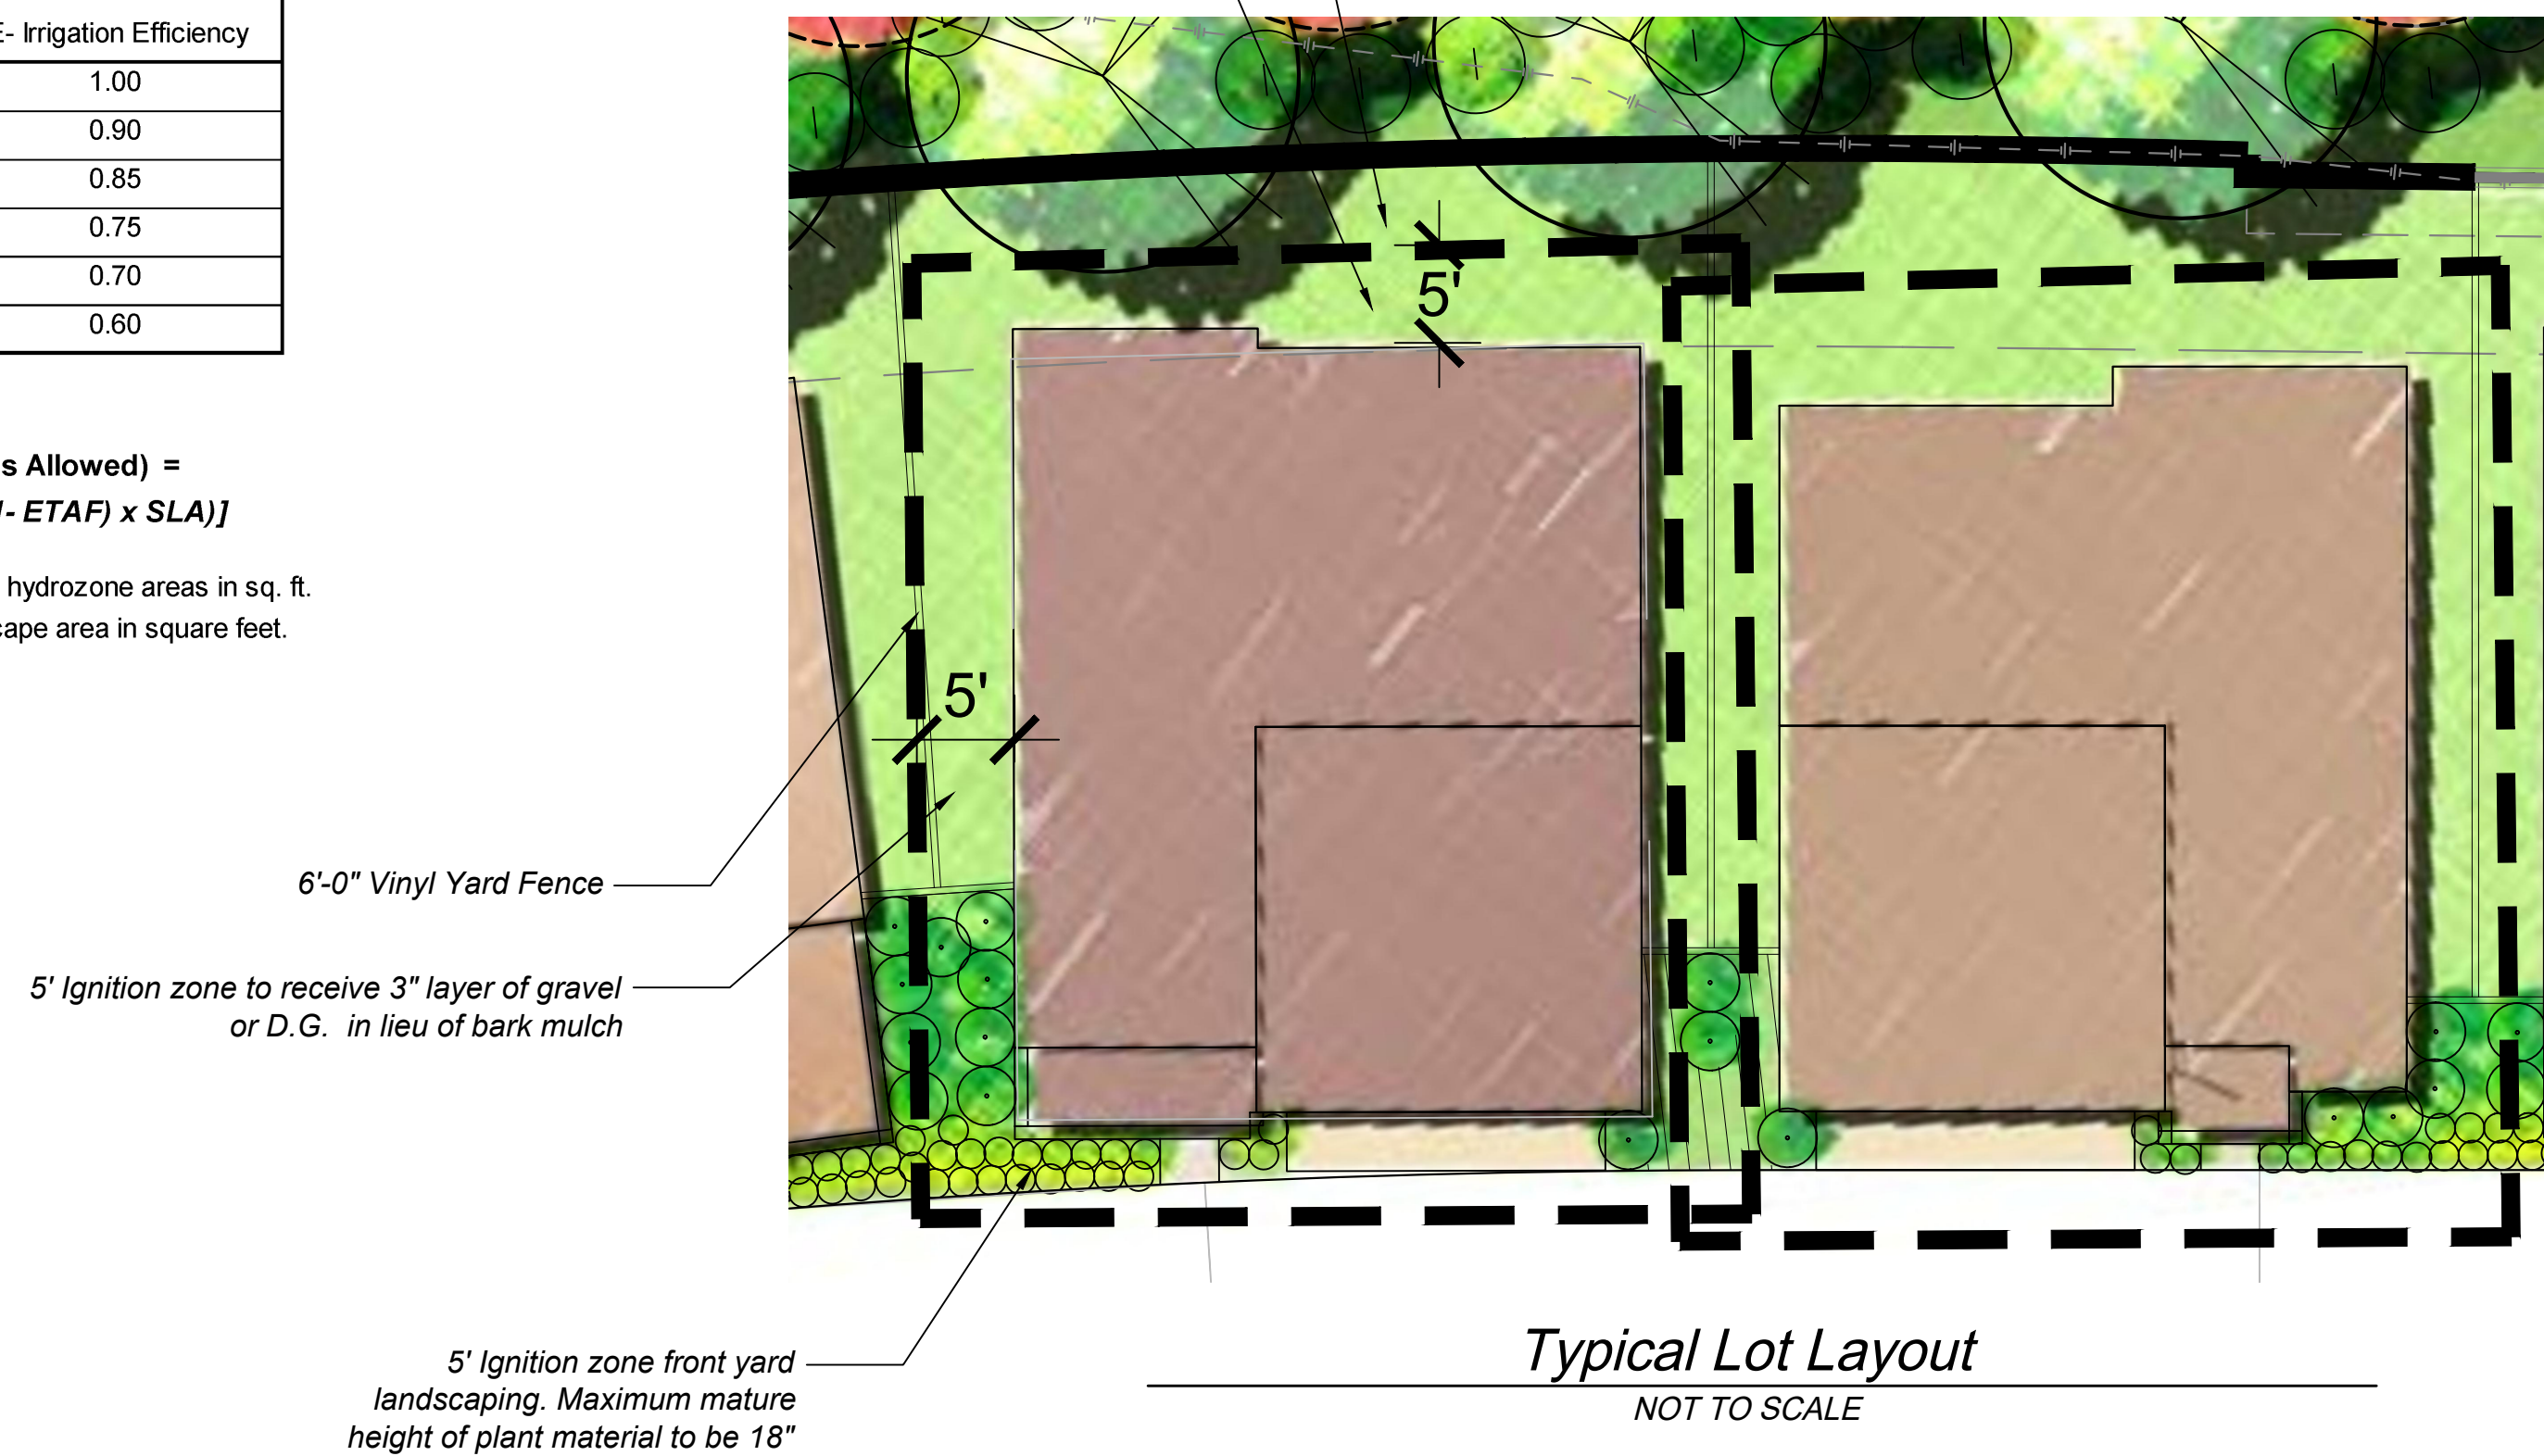 E- Irrigation Efficiency
1.00
0.90
0.85
0.75
0.70
0.60
s Allowed) =
- ETAF) x SLA)]
hydrozone areas in sq. ft.
cape area in square feet.
5'
5'
6'-0" Vinyl Yard Fence
5' Ignition zone to receive 3" layer of gravel
or D.G. in lieu of bark mulch
5' Ignition zone front yard
landscaping. Maximum mature
height of plant material to be 18"
Typical Lot Layout
NOT TO SCALE